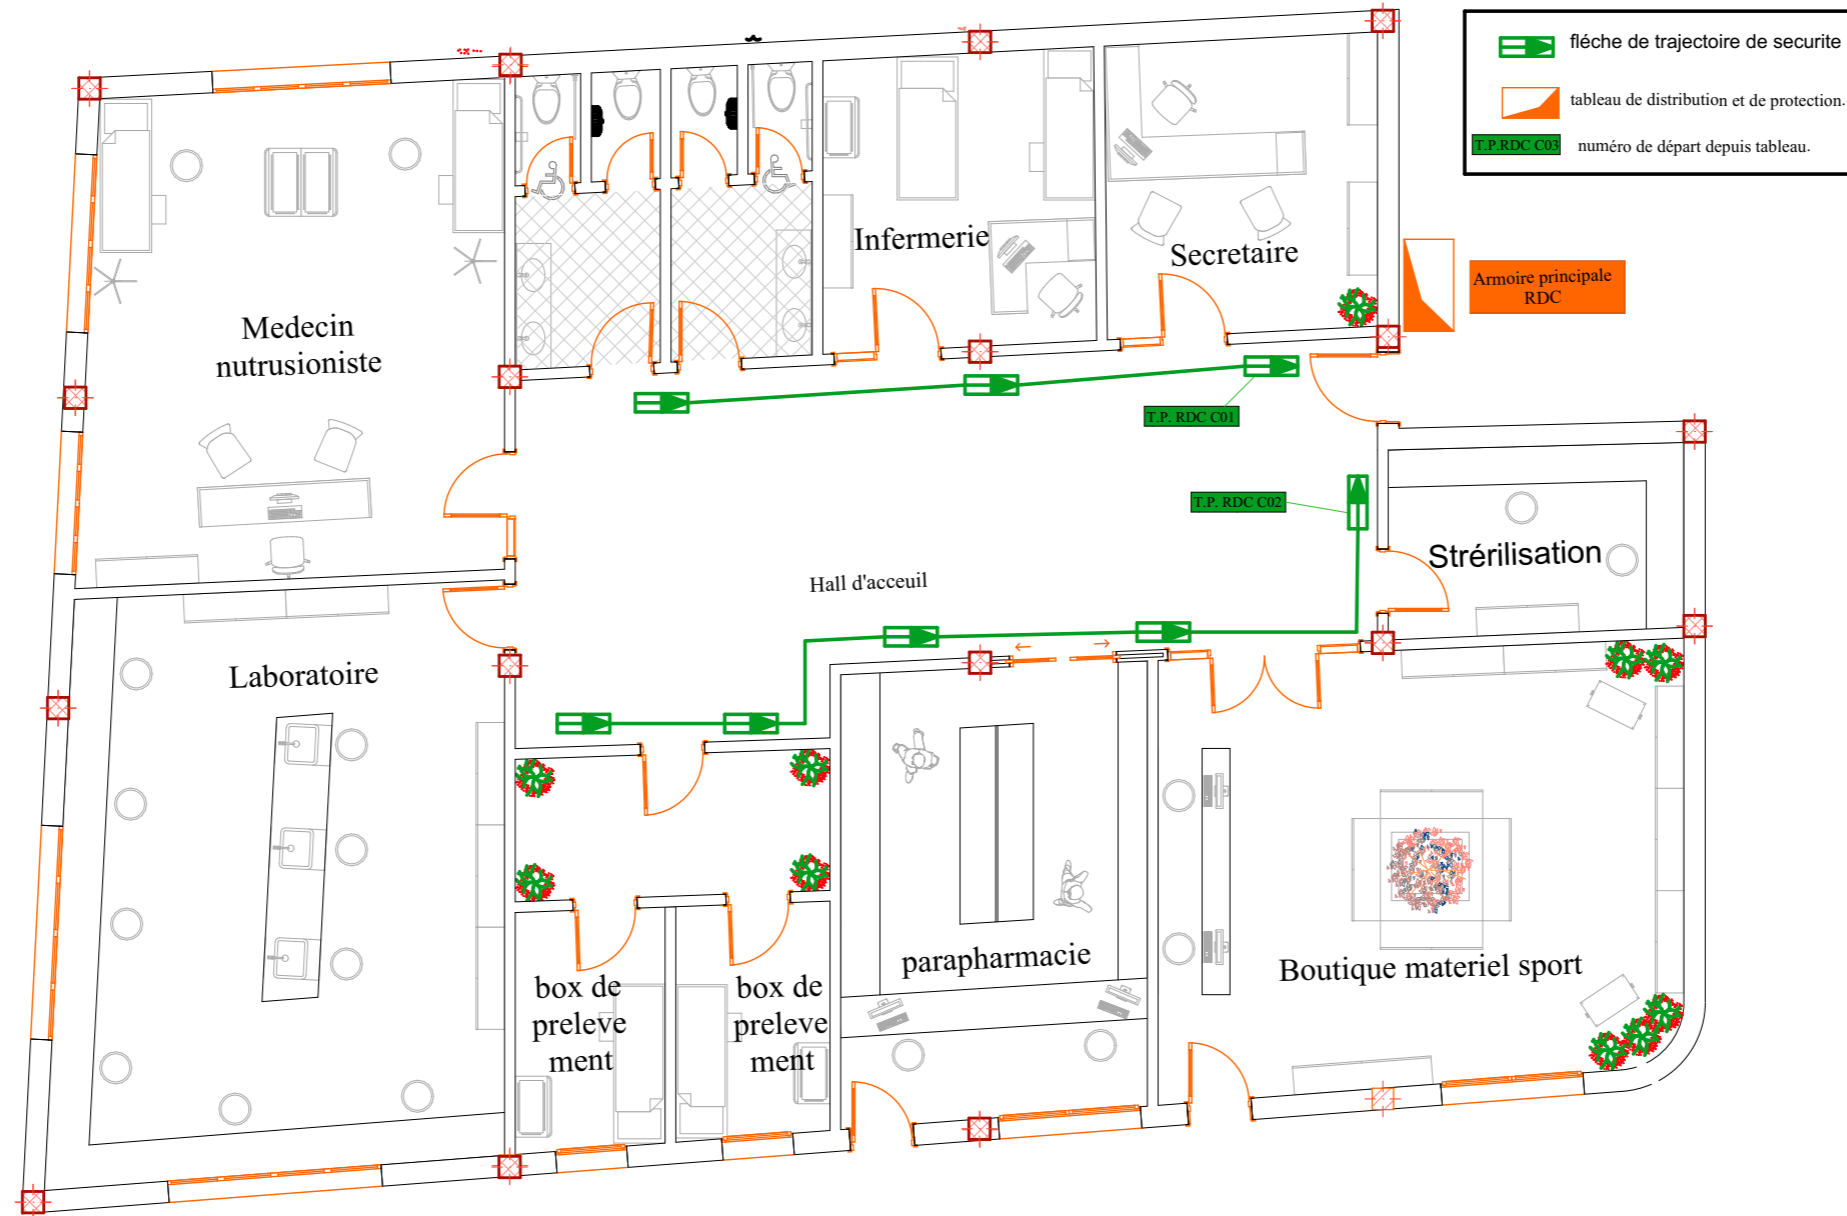 fléche de trajectoire de securite
tableau de distribution et de protection.
T.P.RDC C03
numéro de départ depuis tableau.
Infermerie
Secretaire
Armoire principale
RDC
Medecin
nutrusioniste
T.P. RDC C01
T.P. RDC C02
Strérilisation
Hall d'acceuil
Laboratoire
parapharmacie
Boutique materiel sport
box de
preleve
ment
box de
preleve
ment